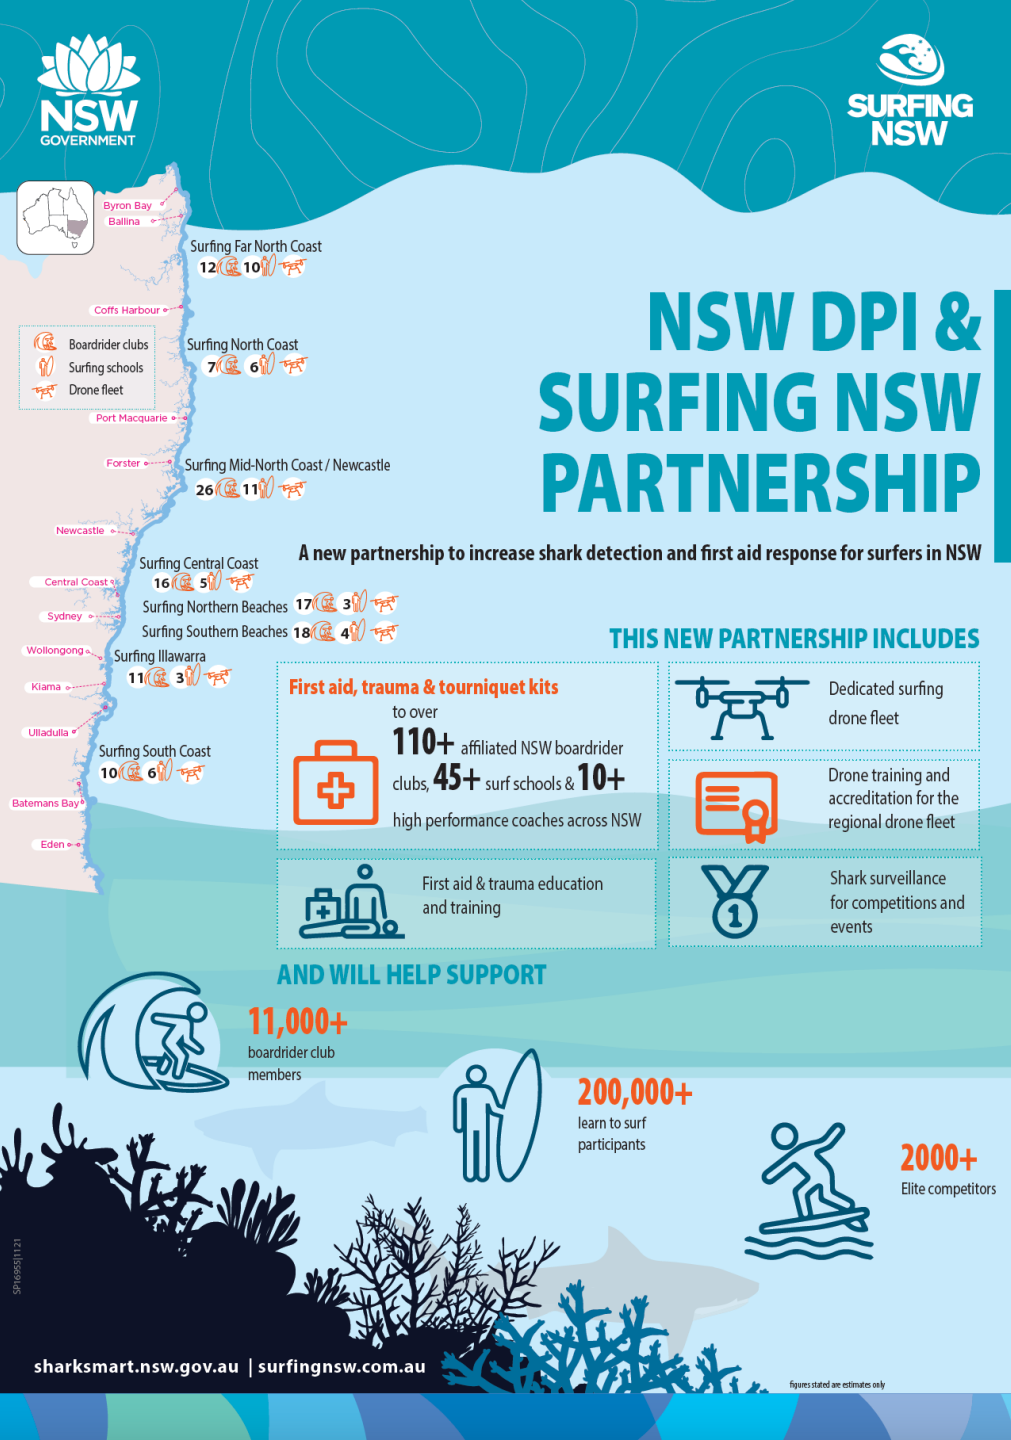 NSW
GOVERNMENT
SURFING
NSW
Byron Bay
Ballina
Surfing Far North Coast
12 10
Coffs Harbour
Boardrider clubs
Surfing schools
Drone fleet
Surfing North Coast
7 6
Port Macquarie
Forster
Surfing Mid-North Coast / Newcastle
26 11
Newcastle
Surfing Central Coast
16 5
Central Coast
Surfing Northern Beaches 17 3
Sydney
Surfing Southern Beaches 18 4
Wollongong
Surfing Illawarra
11 3
Kiama
Ulladulla
Surfing South Coast
10 6
Batemans Bay
Eden
NSW DPI &
SURFING NSW
PARTNERSHIP
A new partnership to increase shark detection and first aid response for surfers in NSW
THIS NEW PARTNERSHIP INCLUDES
First aid, trauma & tourniquet kits
to over
110+ affiliated NSW boardrider
clubs, 45+ surf schools & 10+
high performance coaches across NSW
Dedicated surfing
drone fleet
Drone training and
accreditation for the
regional drone fleet
First aid & trauma education
and training
1
Shark surveillance
for competitions and
events
AND WILL HELP SUPPORT
11,000+
boardrider club
members
200,000+
learn to surf
participants
2000+
Elite competitors
SP16955|1121
sharksmart.nsw.gov.au | surfingnsw.com.au
figures stated are estimates only